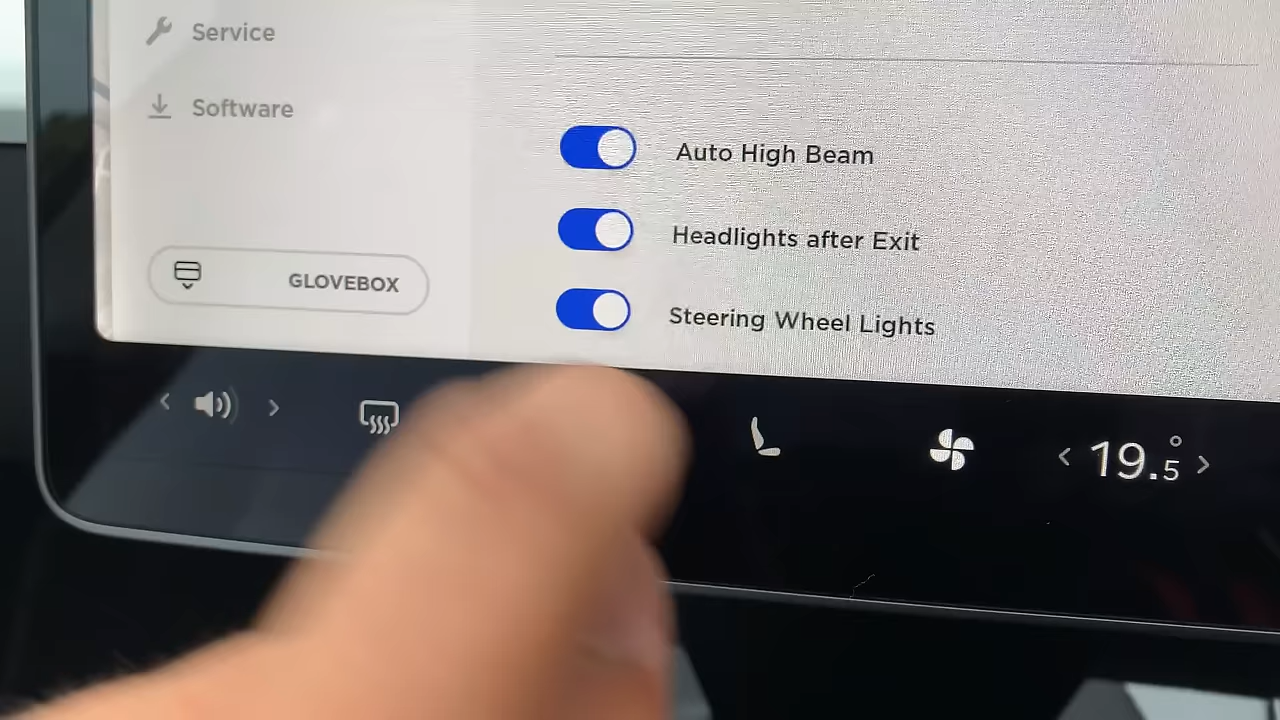 Service
Software
Auto High Beam
Headlights after Exit
GLOVEBOX
Steering Wheel Lights
19.5°